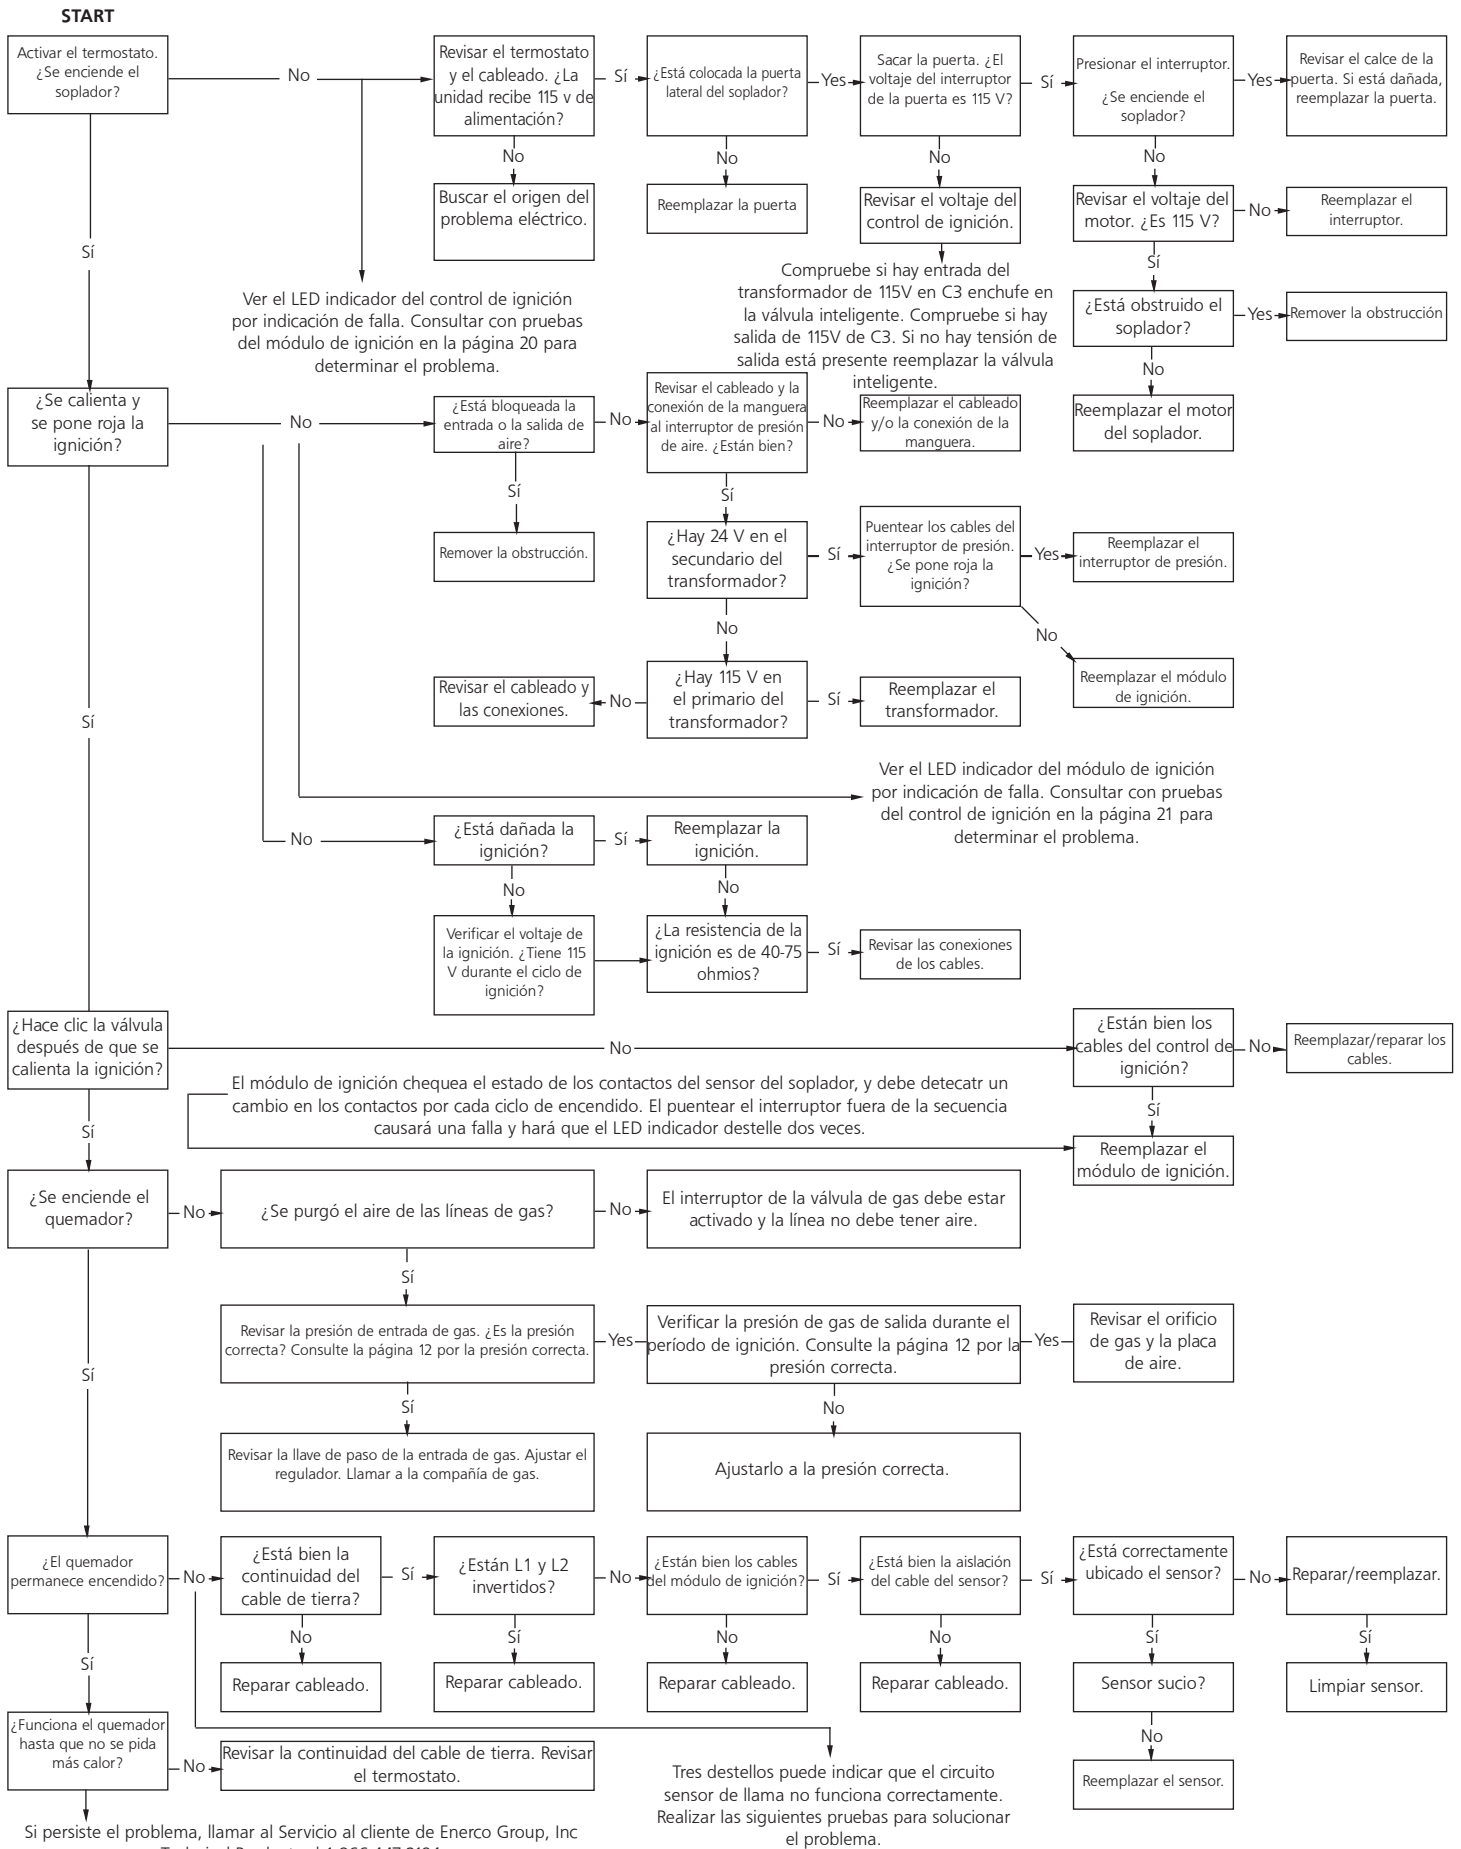 START
Activar el termostato.
¿Se enciende el
soplador?
No
Revisar el termostato
y el cableado. ¿La
unidad recibe 115 v de
alimentación?
Sí
¿Está colocada la puerta
lateral del soplador?
Yes
Sacar la puerta. ¿El
voltaje del interruptor
de la puerta es 115 V?
Sí
Presionar el interruptor.
¿Se enciende el
soplador?
Yes
Revisar el calce de la
puerta. Si está dañada,
reemplazar la puerta.
No
No
No
No
Buscar el origen del
problema eléctrico.
Reemplazar la puerta
Revisar el voltaje del
control de ignición.
Revisar el voltaje del
motor. ¿Es 115 V?
No
Reemplazar el
interruptor.
Sí
Sí
Ver el LED indicador del control de ignición
por indicación de falla. Consultar con pruebas
del módulo de ignición en la página 20 para
determinar el problema.
Compruebe si hay entrada del
transformador de 115V en C3 enchufe en
la válvula inteligente. Compruebe si hay
salida de 115V de C3. Si no hay tensión de
salida está presente reemplazar la válvula
inteligente.
¿Está obstruido el
soplador?
Yes
Remover la obstrucción
No
Reemplazar el motor
del soplador.
¿Se calienta y
se pone roja la
ignición?
No
¿Está bloqueada la
entrada o la salida de
aire?
No
Revisar el cableado y la
conexión de la manguera
al interruptor de presión
de aire. ¿Están bien?
No
Reemplazar el cableado
y/o la conexión de la
manguera.
Sí
Sí
Remover la obstrucción.
¿Hay 24 V en el
secundario del
transformador?
Sí
Puentear los cables del
interruptor de presión.
¿Se pone roja la
ignición?
Yes
Reemplazar el
interruptor de presión.
No
No
Reemplazar el módulo
de ignición.
Revisar el cableado y
las conexiones.
No
¿Hay 115 V en
el primario del
transformador?
Sí
Reemplazar el
transformador.
Sí
Ver el LED indicador del módulo de ignición
por indicación de falla. Consultar con pruebas
del control de ignición en la página 21 para
determinar el problema.
No
¿Está dañada la
ignición?
Sí
Reemplazar la
ignición.
No
No
Verificar el voltaje de
la ignición. ¿Tiene 115
V durante el ciclo de
ignición?
¿La resistencia de la
ignición es de 40-75
ohmios?
Sí
Revisar las conexiones
de los cables.
¿Hace clic la válvula
después de que se
calienta la ignición?
No
¿Están bien los
cables del control de
ignición?
No
Reemplazar/reparar los
cables.
El módulo de ignición chequea el estado de los contactos del sensor del soplador, y debe detecatr un
cambio en los contactos por cada ciclo de encendido. El puentear el interruptor fuera de la secuencia
causará una falla y hará que el LED indicador destelle dos veces.
Sí
Sí
Reemplazar el
módulo de ignición.
¿Se enciende el
quemador?
No
¿Se purgó el aire de las líneas de gas?
No
El interruptor de la válvula de gas debe estar
activado y la línea no debe tener aire.
Sí
Revisar la presión de entrada de gas. ¿Es la presión
correcta? Consulte la página 12 por la presión correcta.
Yes
Verificar la presión de gas de salida durante el
período de ignición. Consulte la página 12 por la
presión correcta.
Yes
Revisar el orificio
de gas y la placa
de aire.
Sí
Sí
No
Revisar la llave de paso de la entrada de gas. Ajustar el
regulador. Llamar a la compañía de gas.
Ajustarlo a la presión correcta.
¿El quemador
permanece encendido?
No
¿Está bien la
continuidad del
cable de tierra?
Sí
¿Están L1 y L2
invertidos?
No
¿Están bien los cables
del módulo de ignición?
Sí
¿Está bien la aislación
del cable del sensor?
Sí
¿Está correctamente
ubicado el sensor?
No
Reparar/reemplazar.
Sí
No
Sí
No
No
Sí
Sí
Reparar cableado.
Reparar cableado.
Reparar cableado.
Reparar cableado.
Sensor sucio?
Limpiar sensor.
No
Reemplazar el sensor.
¿Funciona el quemador
hasta que no se pida
más calor?
No
Revisar la continuidad del cable de tierra. Revisar
el termostato.
Tres destellos puede indicar que el circuito
sensor de llama no funciona correctamente.
Realizar las siguientes pruebas para solucionar
el problema.
Si persiste el problema, llamar al Servicio al cliente de Enerco Group, Inc